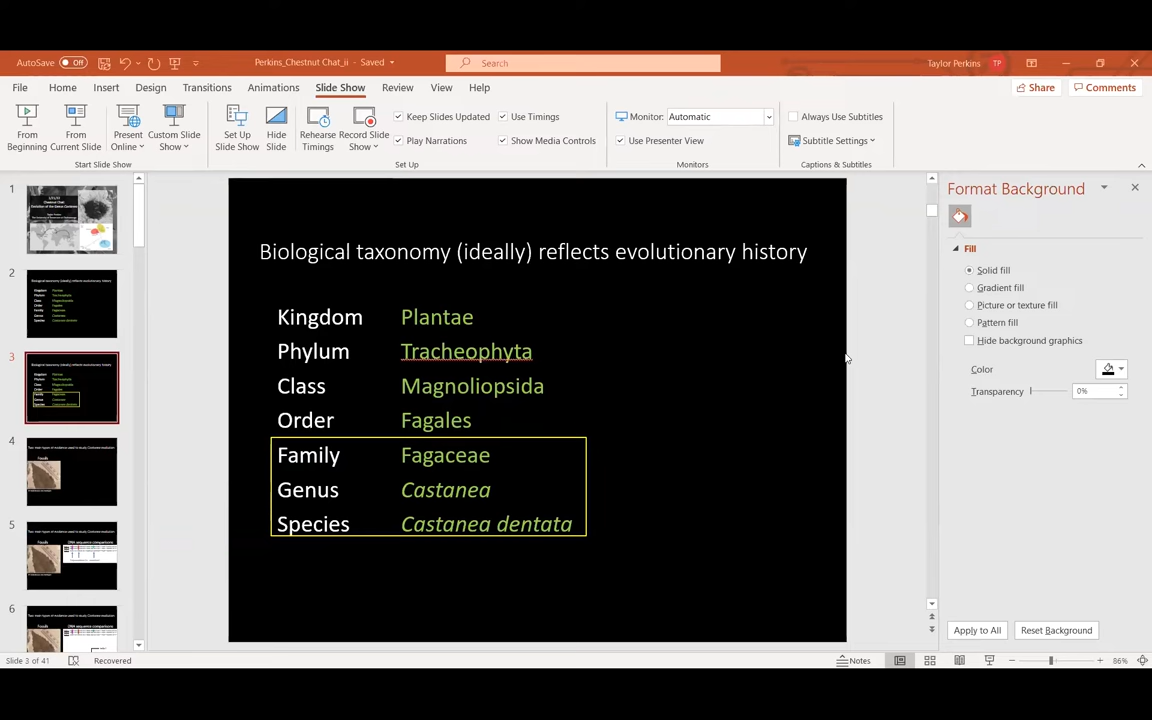 AutoSave Off Perkins_Chestnut Chat_ii - Saved Search Taylor Perkins TP
File Home Insert Design Transitions Animations Slide Show Review View Help Share Comments
From Beginning
From Current Slide
Present Online
Custom Slide Show
Start Slide Show
Set Up Slide Show
Hide Slide
Rehearse Timings
Record Slide Show
Keep Slides Updated
Play Narrations
Use Timings
Show Media Controls
Set Up
Monitor: Automatic
Use Presenter View
Monitors
Always Use Subtitles
Subtitle Settings
Captions & Subtitles
1
2
3
4
5
6
Biological taxonomy (ideally) reflects evolutionary history
Kingdom Plantae
Phylum Tracheophyta
Class Magnoliopsida
Order Fagales
Family Fagaceae
Genus Castanea
Species Castanea dentata
Format Background
Fill
Solid fill
Gradient fill
Picture or texture fill
Pattern fill
Hide background graphics
Color
Transparency 0%
Apply to All Reset Background
Slide 3 of 41 Recovered Notes 86%